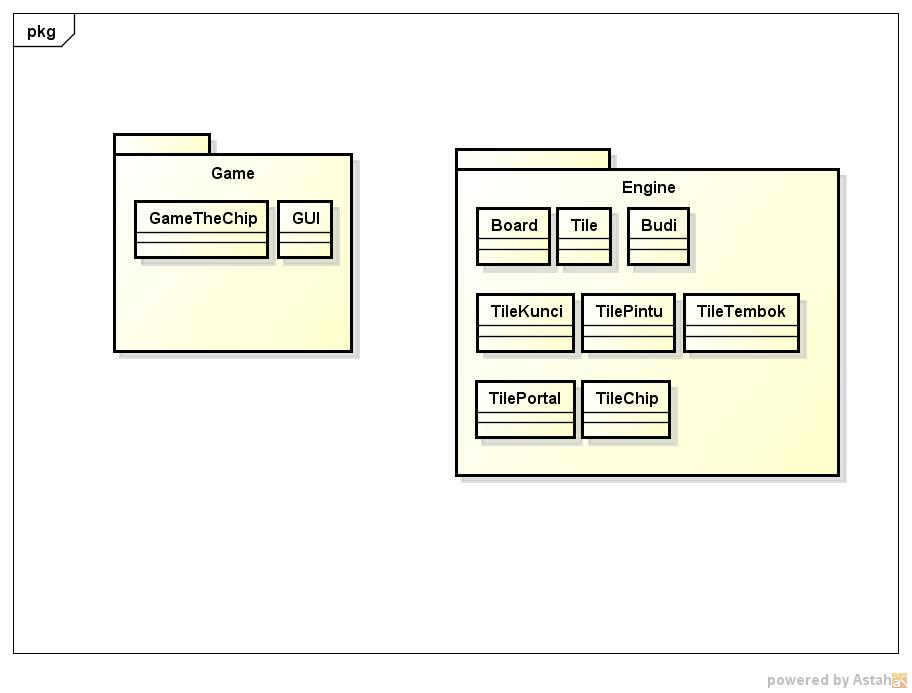 pkg
Game
GameTheChip GUI
Engine
Board Tile Budi
TileKunci TilePintu TileTembok
TilePortal TileChip
powered by Astah